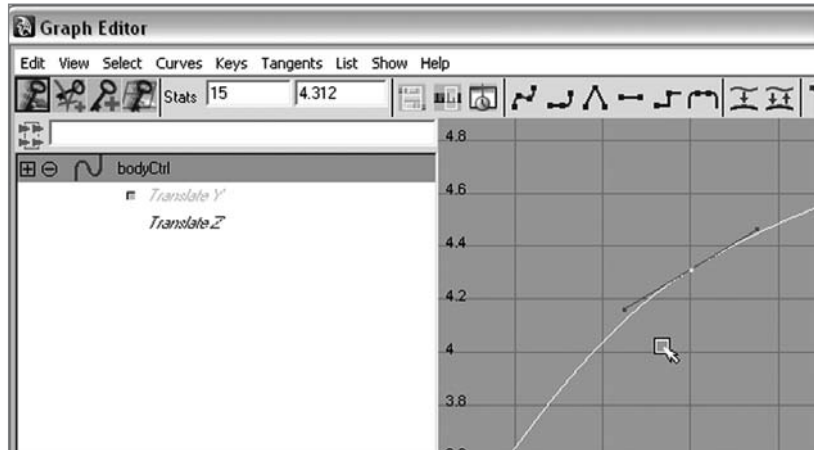 Graph Editor
Edit View Select Curves Keys Tangents List Show Help
Stats 15 4.312
bodyCtrl
Translate Y
Translate Z
4.8
4.6
4.4
4.2
4
3.8